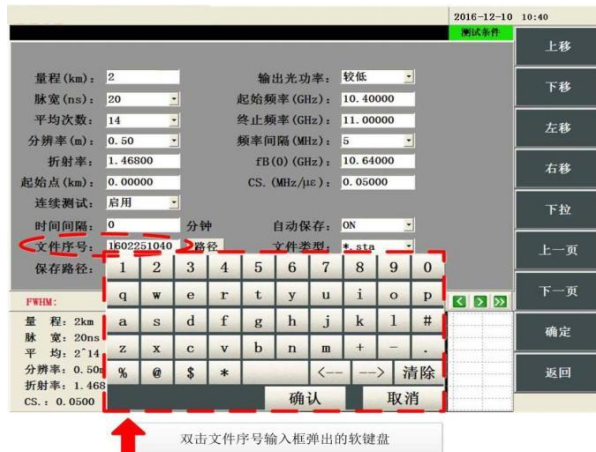 2016-12-10 10:40
测试条件
上移
下移
左移
右移
下拉
上一页
下一页
确定
返回
量程(km): 2 输出光功率: 较低
脉宽(ns): 20 起始频率(GHz): 10.40000
平均次数: 14 终止频率(GHz): 11.00000
分辨率(m): 0.50 频率间隔(MHz): 5
折射率: 1.46800 fB(0)(GHz): 10.64000
起始点(km): 0.00000 CS.(MHz/με): 0.05000
连续测试: 启用
时间间隔: 0 分钟 自动保存: ON
文件序号: 1602251040 路径 文件类型: *.sta
保存路径:
1 2 3 4 5 6 7 8 9 0
q w e r t y u i o p
a s d f g h j k l #
z x c v b n m + - .
% @ $ * <-- --> 清除
确认 取消
FWHM:
量 程: 2km
脉 宽: 20ns
平 均: 2^14
分辨率: 0.50m
折射率: 1.468
CS.: 0.0500
双击文件序号输入框弹出的软键盘